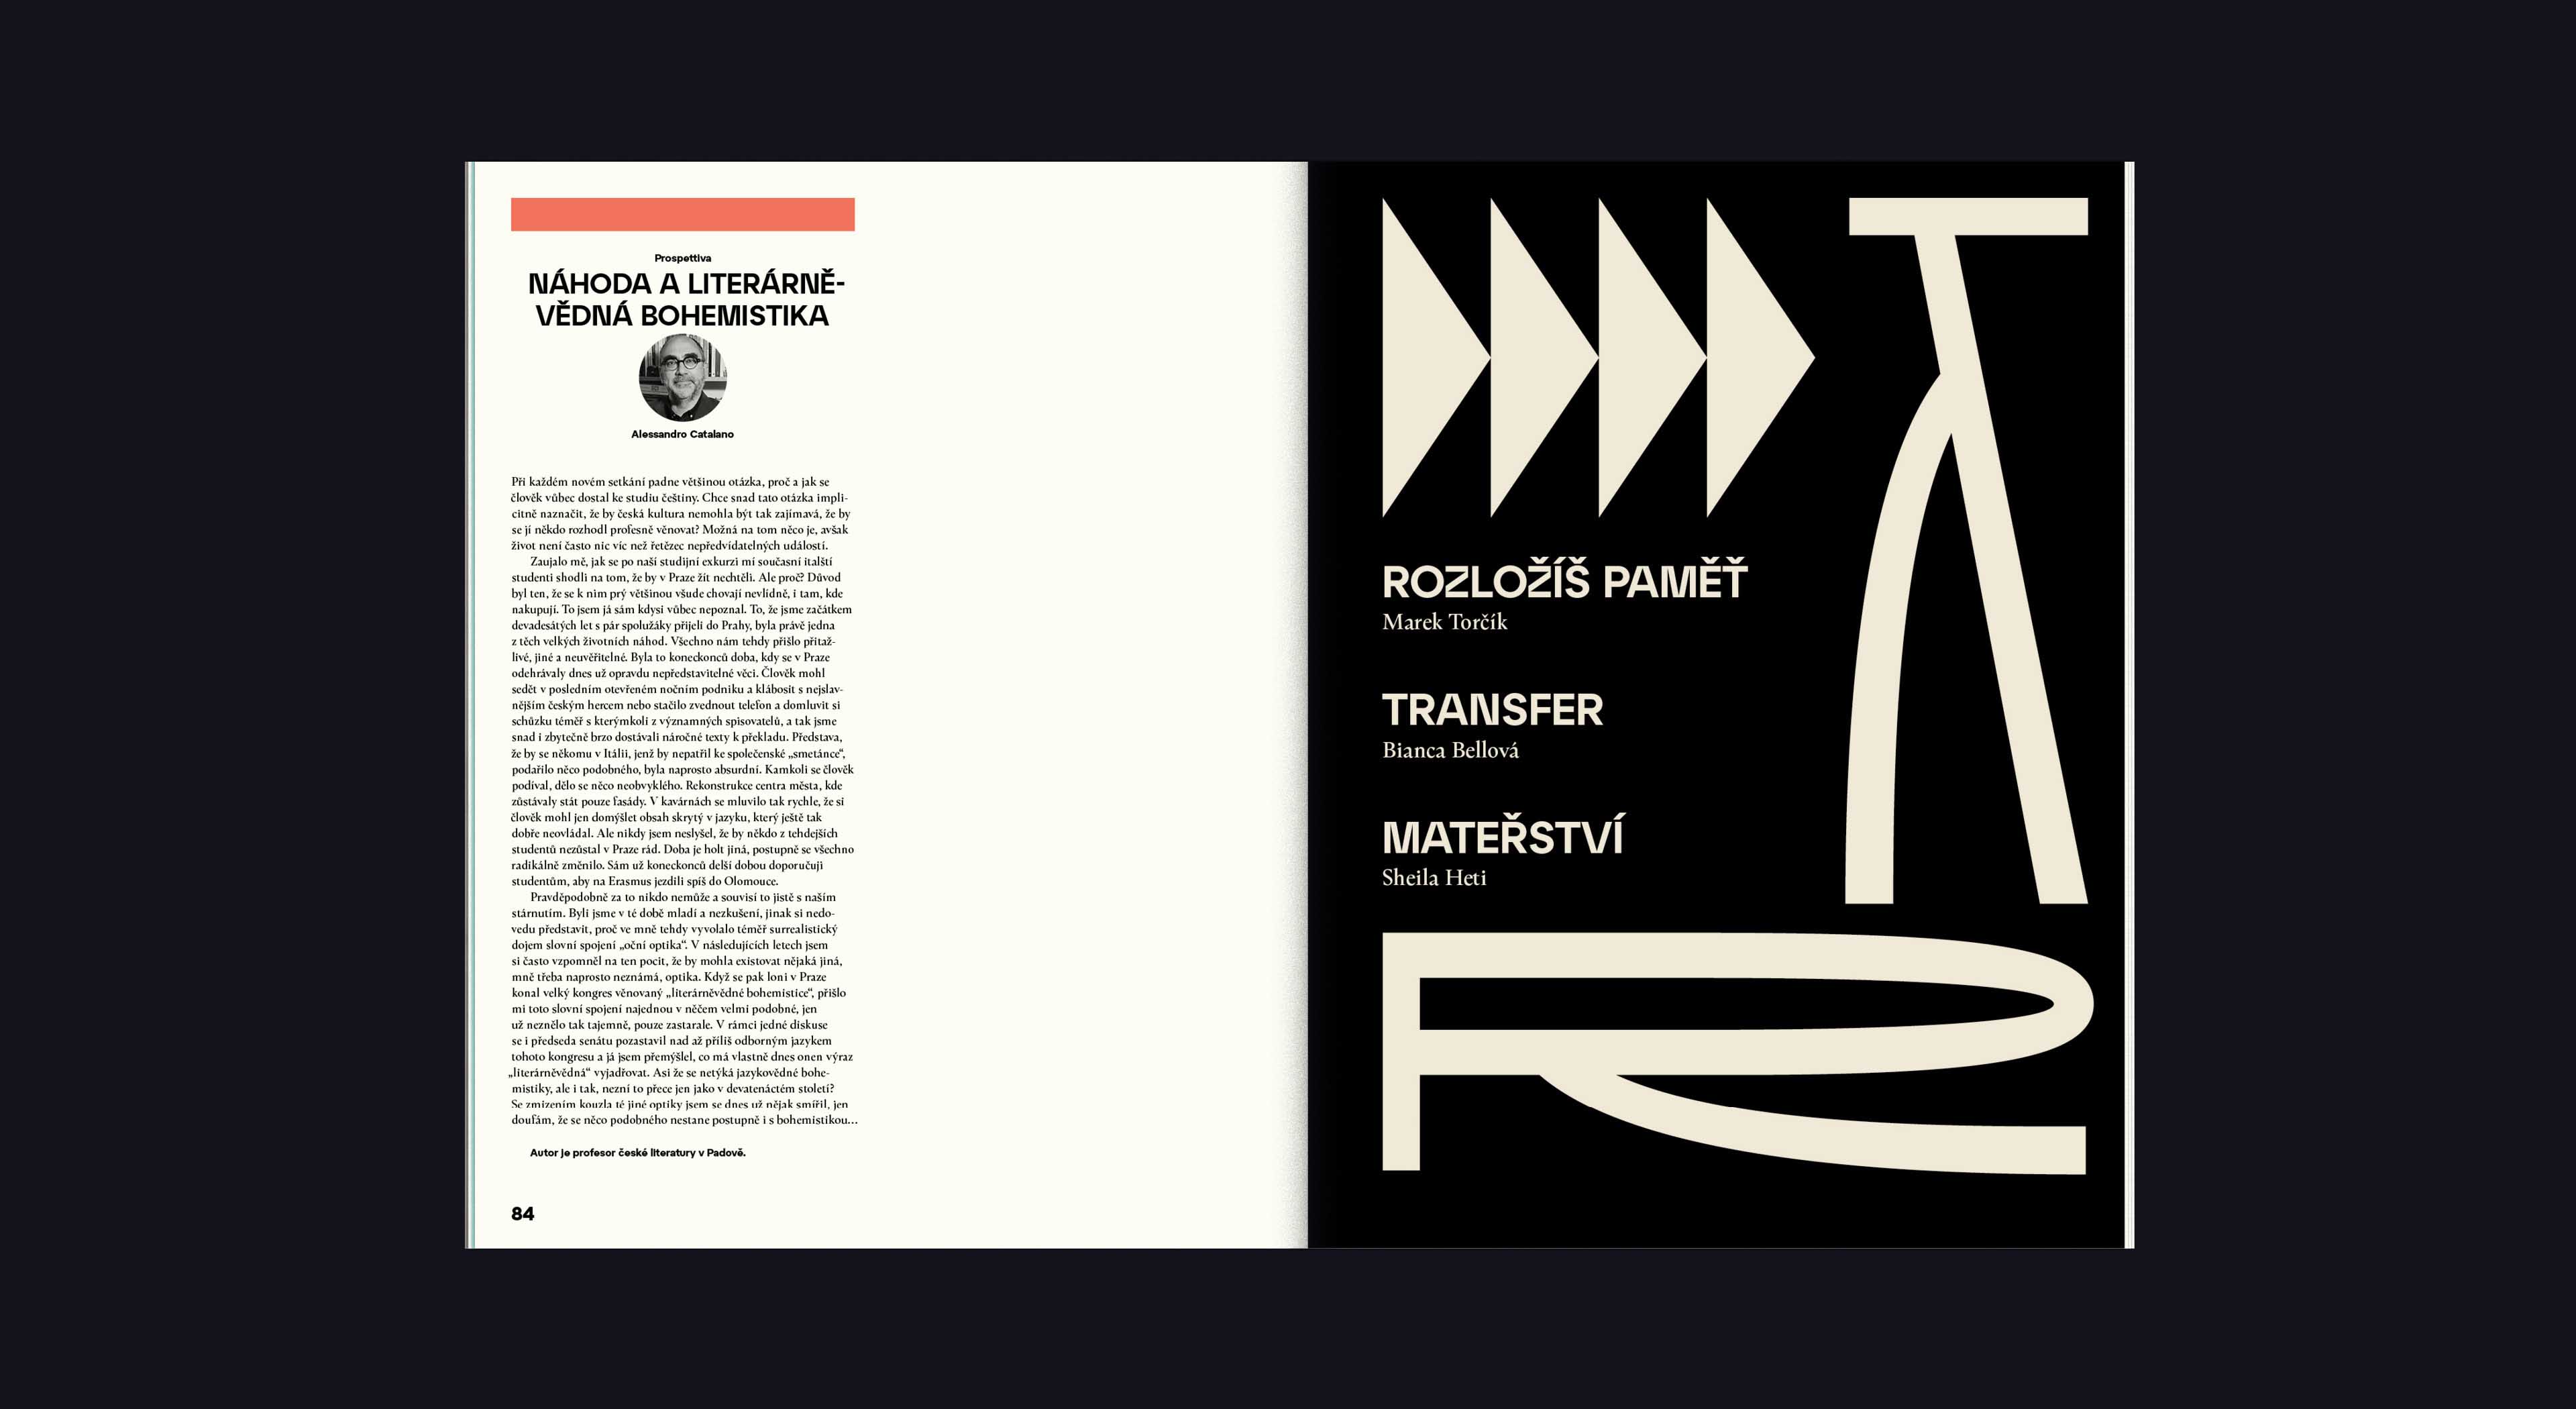 Prospettiva
NÁHODA A LITERÁRNĚ-
VĚDNÁ BOHEMISTIKA
Alessandro Catalano
Při každém novém setkání padne většinou otázka, proč a jak se
člověk vůbec dostal ke studiu češtiny. Chce snad tato otázka impli-
citně naznačit, že by česká kultura nemohla být tak zajímavá, že by
se jí někdo rozhodl profesně věnovat? Možná na tom něco je, avšak
život není často nic víc než řetězec nepředvídatelných událostí.
Zaujalo mě, jak se po naší studijní exkurzi mí současní italští
studenti shodli na tom, že by v Praze žít nechtěli. Ale proč? Důvod
byl ten, že se k nim prý většinou všude chovají nevlídně, i tam, kde
nakupují. To jsem já sám kdysi vůbec nepoznal. To, že jsme začátkem
devadesátých let s pár spolužáky přijeli do Prahy, byla právě jedna
z těch velkých životních náhod. Všechno nám tehdy přišlo přitaž-
livé, jiné a neuvěřitelné. Byla to koneckonců doba, kdy se v Praze
odehrávaly dnes už opravdu nepředstavitelné věci. Člověk mohl
sedět v posledním otevřeném nočním podniku a klábosit s nejslav-
nějším českým hercem nebo stačilo zvednout telefon a domluvit si
schůzku téměř s kterýmkoli z významných spisovatelů, a tak jsme
snad i zbytečně brzo dostávali náročné texty k překladu. Představa,
že by se někomu v Itálii, jenž by nepatřil ke společenské „smetánce“,
podařilo něco podobného, byla naprosto absurdní. Kamkoli se člověk
podíval, dělo se něco neobvyklého. Rekonstrukce centra města, kde
zůstávaly stát pouze fasády. V kavárnách se mluvilo tak rychle, že si
člověk mohl jen domýšlet obsah skrytý v jazyku, který ještě tak
dobře neovládal. Ale nikdy jsem neslyšel, že by někdo z tehdejších
studentů nezůstal v Praze rád. Doba je holt jiná, postupně se všechno
radikálně změnilo. Sám už koneckonců delší dobou doporučuji
studentům, aby na Erasmus jezdili spíš do Olomouce.
Pravděpodobně za to nikdo nemůže a souvisí to jistě s naším
stárnutím. Byli jsme v té době mladí a nezkušení, jinak si nedo-
vedu představit, proč ve mně tehdy vyvolalo téměř surrealistický
dojem slovní spojení „oční optika“. V následujících letech jsem
si často vzpomněl na ten pocit, že by mohla existovat nějaká jiná,
mně třeba naprosto neznámá, optika. Když se pak loni v Praze
konal velký kongres věnovaný „literárněvědné bohemistice“, přišlo
mi toto slovní spojení najednou v něčem velmi podobné, jen
už neznělo tak tajemně, pouze zastarale. V rámci jedné diskuse
se i předseda senátu pozastavil nad až příliš odborným jazykem
tohoto kongresu a já jsem přemýšlel, co má vlastně dnes onen výraz
„literárněvědná“ vyjadřovat. Asi že se netýká jazykovědné bohe-
mistiky, ale i tak, nezní to přece jen jako v devatenáctém století?
Se zmizením kouzla té jiné optiky jsem se dnes už nějak smířil, jen
doufám, že se něco podobného nestane postupně i s bohemistikou…
Autor je profesor české literatury v Padově.
84
ROZLOŽÍŠ PAMĚŤ
Marek Torčík
TRANSFER
Bianca Bellová
MATEŘSTVÍ
Sheila Heti